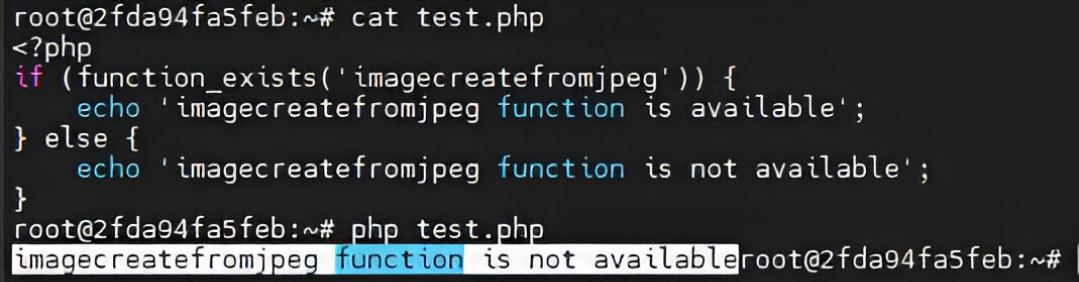 root@2fda94fa5feb:~# cat test.php
<?php
if (function_exists('imagecreatefromjpeg')) {
    echo 'imagecreatefromjpeg function is available';
} else {
    echo 'imagecreatefromjpeg function is not available';
}
root@2fda94fa5feb:~# php test.php
imagecreatefromjpeg function is not availableroot@2fda94fa5feb:~#